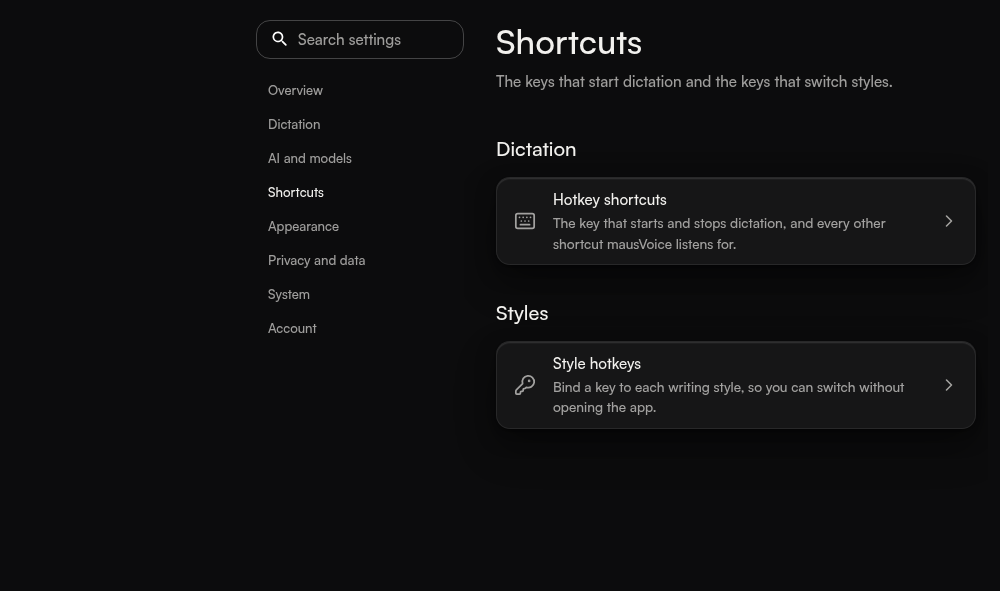 Search settings
Overview
Dictation
AI and models
Shortcuts
Appearance
Privacy and data
System
Account
Shortcuts
The keys that start dictation and the keys that switch styles.
Dictation
Hotkey shortcuts
The key that starts and stops dictation, and every other
shortcut mausVoice listens for.
Styles
Style hotkeys
Bind a key to each writing style, so you can switch without
opening the app.